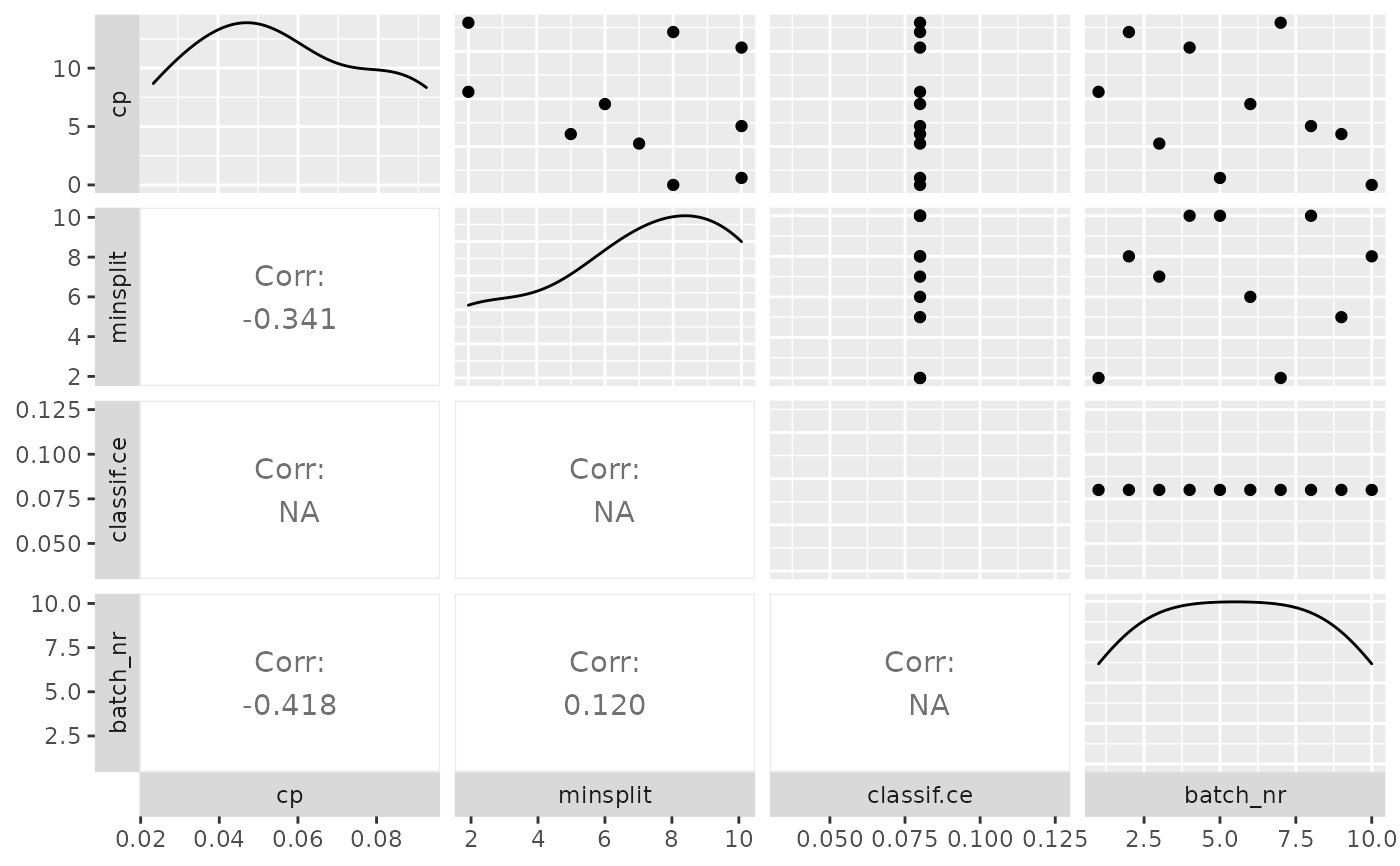 cp
10
5
0
minsplit
10
8
6
4
2
Corr:
-0.341
classif.ce
0.125
0.100
0.075
0.050
Corr:
NA
Corr:
NA
batch_nr
10.0
7.5
5.0
2.5
Corr:
-0.418
Corr:
0.120
Corr:
NA
cp minsplit classif.ce batch_nr
0.02 0.04 0.06 0.08 2 4 6 8 10 0.050 0.075 0.100 0.125 2.5 5.0 7.5 10.0